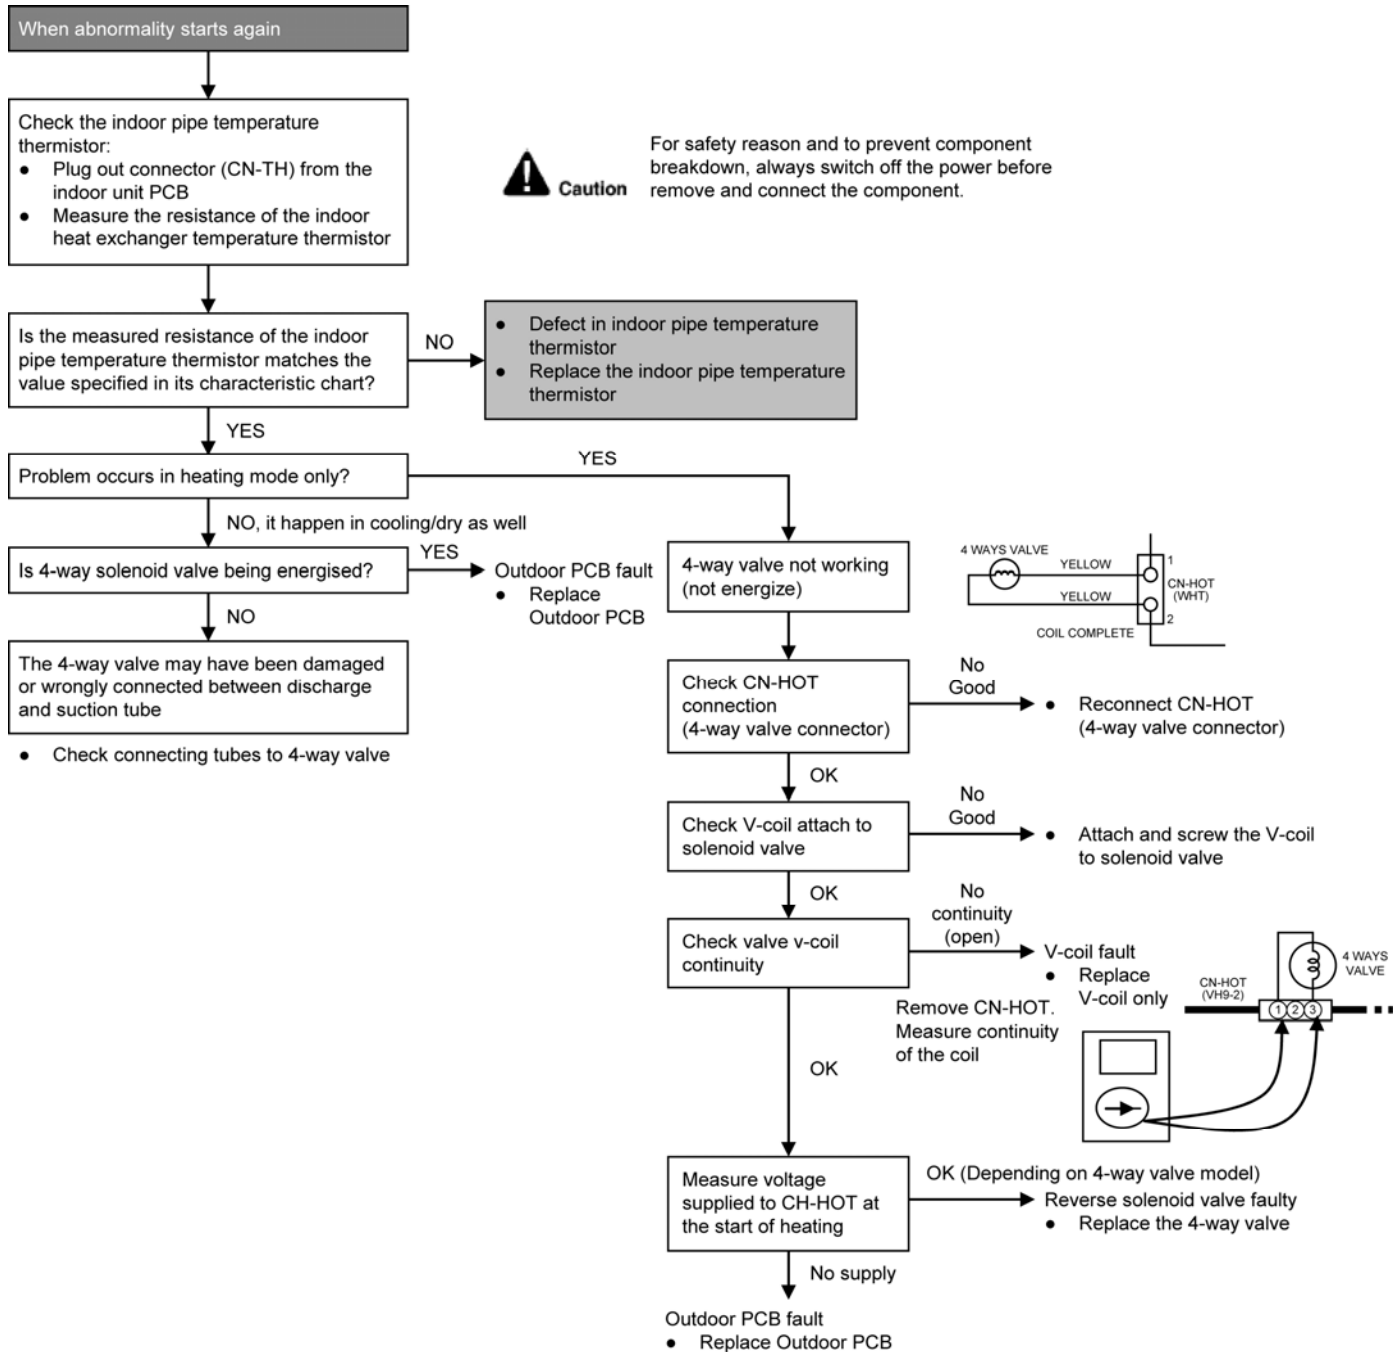 When abnormality starts again
Check the indoor pipe temperature
thermistor:
● Plug out connector (CN-TH) from the
indoor unit PCB
● Measure the resistance of the indoor
heat exchanger temperature thermistor
Caution
For safety reason and to prevent component
breakdown, always switch off the power before
remove and connect the component.
Is the measured resistance of the indoor
pipe temperature thermistor matches the
value specified in its characteristic chart?
NO
● Defect in indoor pipe temperature
thermistor
● Replace the indoor pipe temperature
thermistor
YES
Problem occurs in heating mode only?
YES
NO, it happen in cooling/dry as well
Is 4-way solenoid valve being energised?
YES
Outdoor PCB fault
● Replace
Outdoor PCB
NO
The 4-way valve may have been damaged
or wrongly connected between discharge
and suction tube
● Check connecting tubes to 4-way valve
4-way valve not working
(not energize)
4 WAYS VALVE
YELLOW
YELLOW
1
CN-HOT
(WHT)
2
COIL COMPLETE
Check CN-HOT
connection
(4-way valve connector)
No
Good
● Reconnect CN-HOT
(4-way valve connector)
OK
Check V-coil attach to
solenoid valve
No
Good
● Attach and screw the V-coil
to solenoid valve
OK
Check valve v-coil
continuity
No
continuity
(open)
V-coil fault
● Replace
V-coil only
Remove CN-HOT.
Measure continuity
of the coil
CN-HOT
(VH9-2)
1 2 3
4 WAYS
VALVE
OK
Measure voltage
supplied to CH-HOT at
the start of heating
OK (Depending on 4-way valve model)
Reverse solenoid valve faulty
● Replace the 4-way valve
No supply
Outdoor PCB fault
● Replace Outdoor PCB